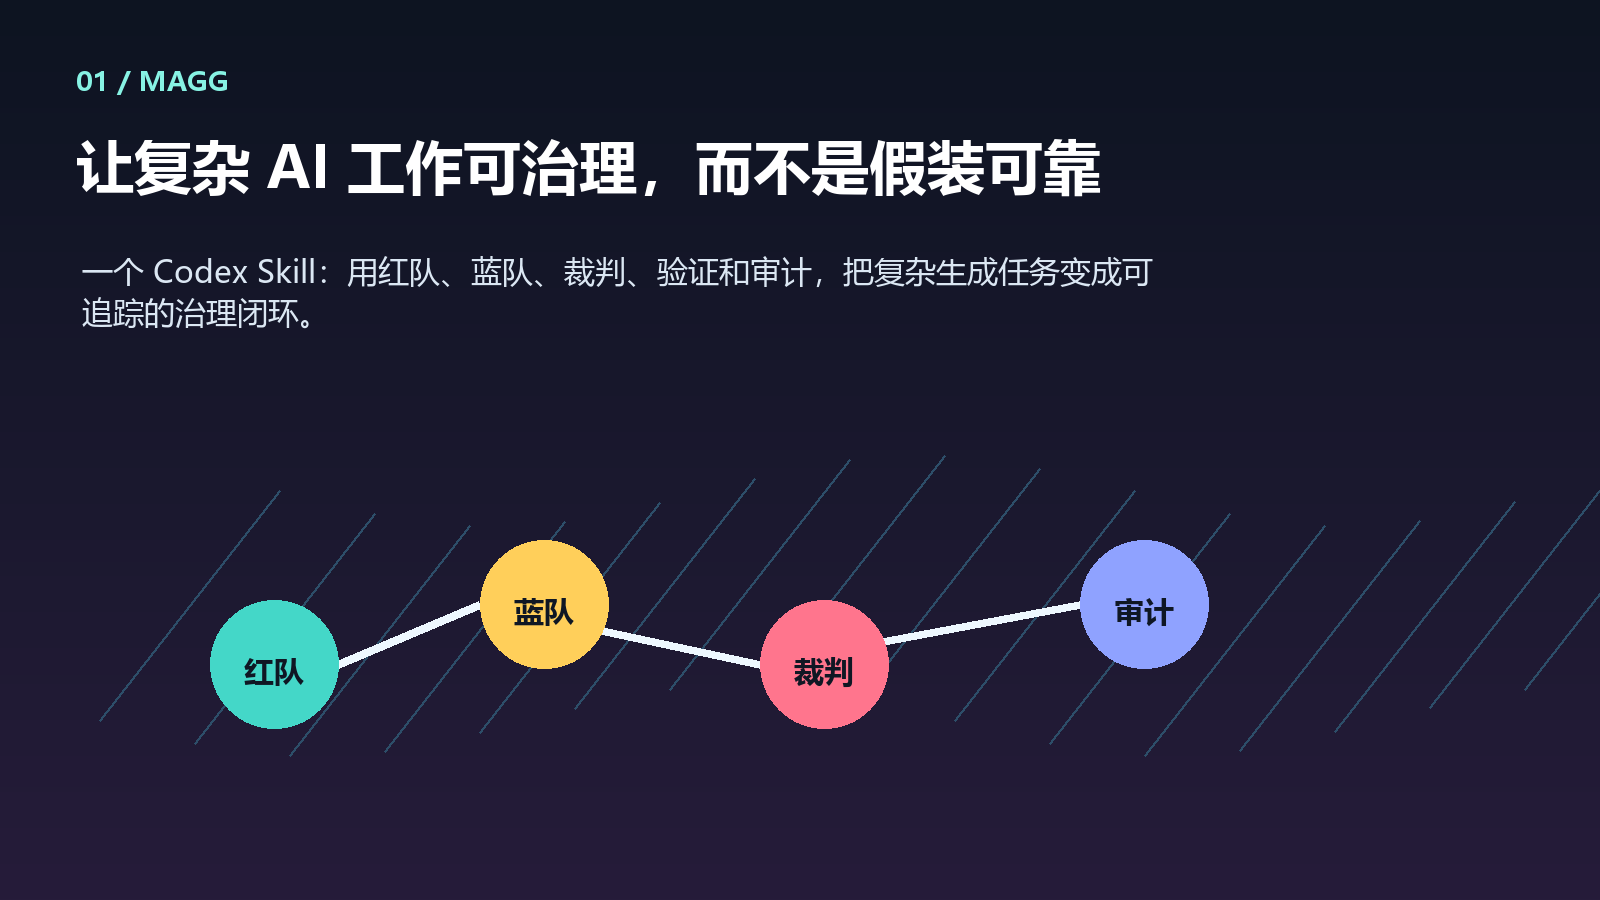 01 / MAGG
让复杂 AI 工作可治理，而不是假装可靠
一个 Codex Skill：用红队、蓝队、裁判、验证和审计，把复杂生成任务变成可
追踪的治理闭环。
红队
蓝队
裁判
审计